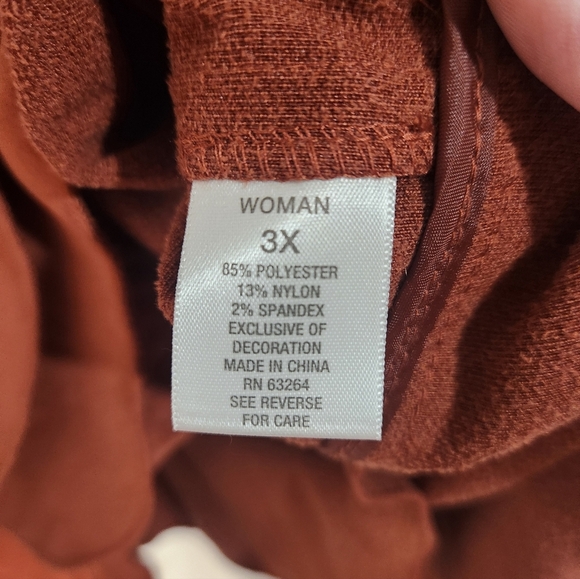 WOMAN
3X
85% POLYESTER
13% NYLON
2% SPANDEX
EXCLUSIVE OF
DECORATION
MADE IN CHINA
RN 63264
SEE REVERSE
FOR CARE